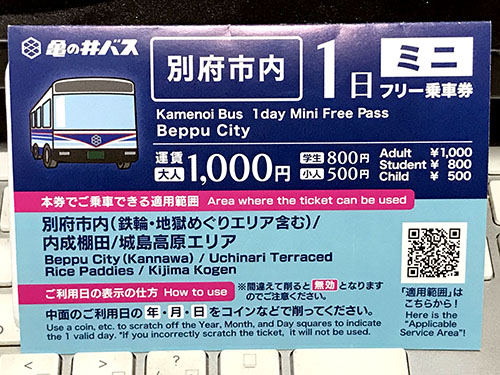 亀の井バス
別府市内
1日
ミニ
フリー乗車券
Kamenoi Bus 1day Mini Free Pass
Beppu City
運賃
大人 1,000円
学生 800円
小人 500円
Adult ¥1,000
Student ¥ 800
Child ¥ 500
本券でご乗車できる適用範囲 Area where the ticket can be used
別府市内(鉄輪・地獄めぐりエリア含む)/
内成棚田/城島高原エリア
Beppu City(Kannawa) / Uchinari Terraced
Rice Paddies / Kijima Kogen
「適用範囲」は
こちらから!
Here is the
"Applicable
Service Area"!
ご利用日の表示の仕方 How to use
※間違えて削ると 無効 となります
のでご注意ください。
中面のご利用日の 年・月・日 をコインなどで削ってください。
Use a coin, etc. to scratch off the Year, Month, and Day squares to indicate
the 1 valid day. *If you incorrectly scratch the ticket, it will not be used.